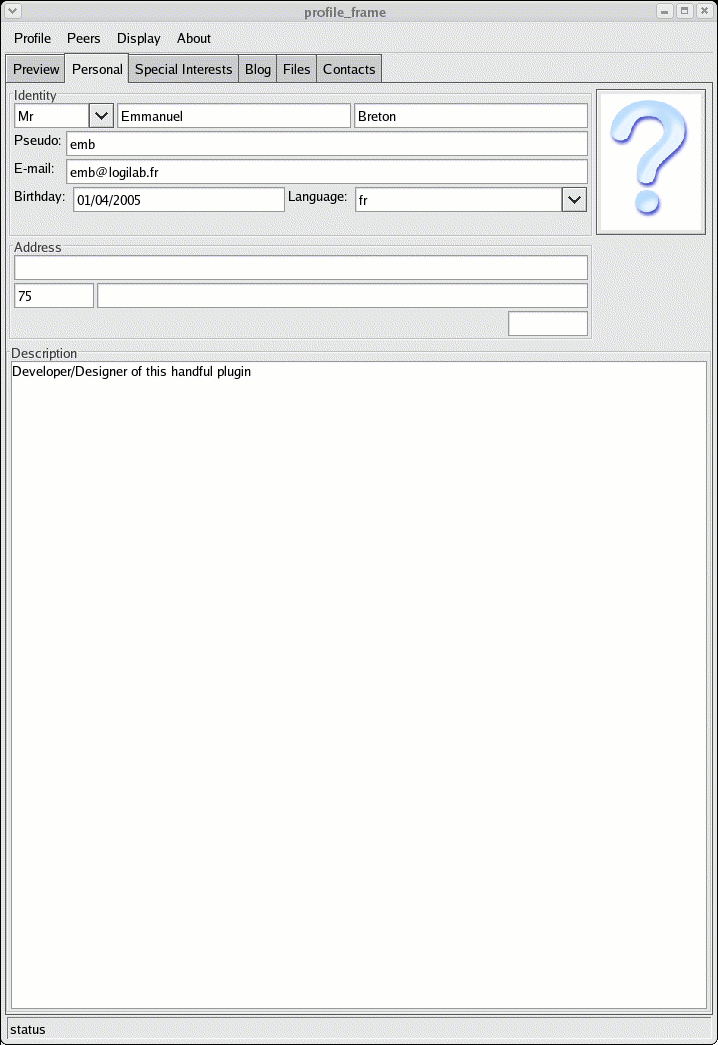 profile_frame
Profile Peers Display About
Preview Personal Special Interests Blog Files Contacts
Identity
Mr Emmanuel Breton
Pseudo: emb
E-mail: emb@logilab.fr
Birthday: 01/04/2005 Language: fr
Address
75
Description
Developer/Designer of this handful plugin
status